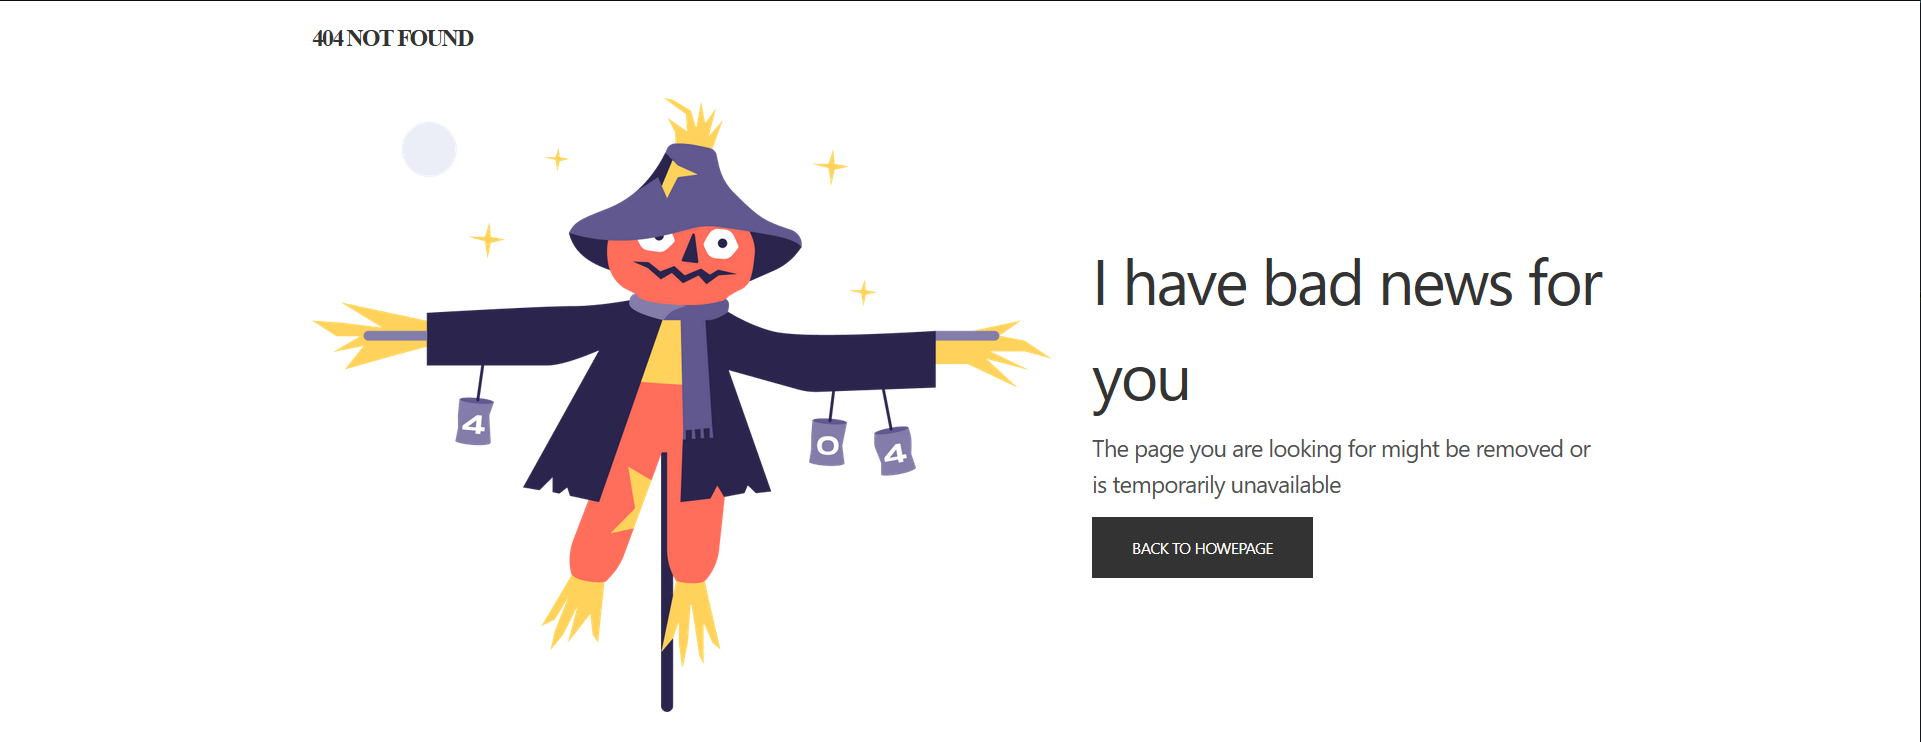 404 NOT FOUND
4
0
4
I have bad news for
you
The page you are looking for might be removed or
is temporarily unavailable
BACK TO HOWEPAGE